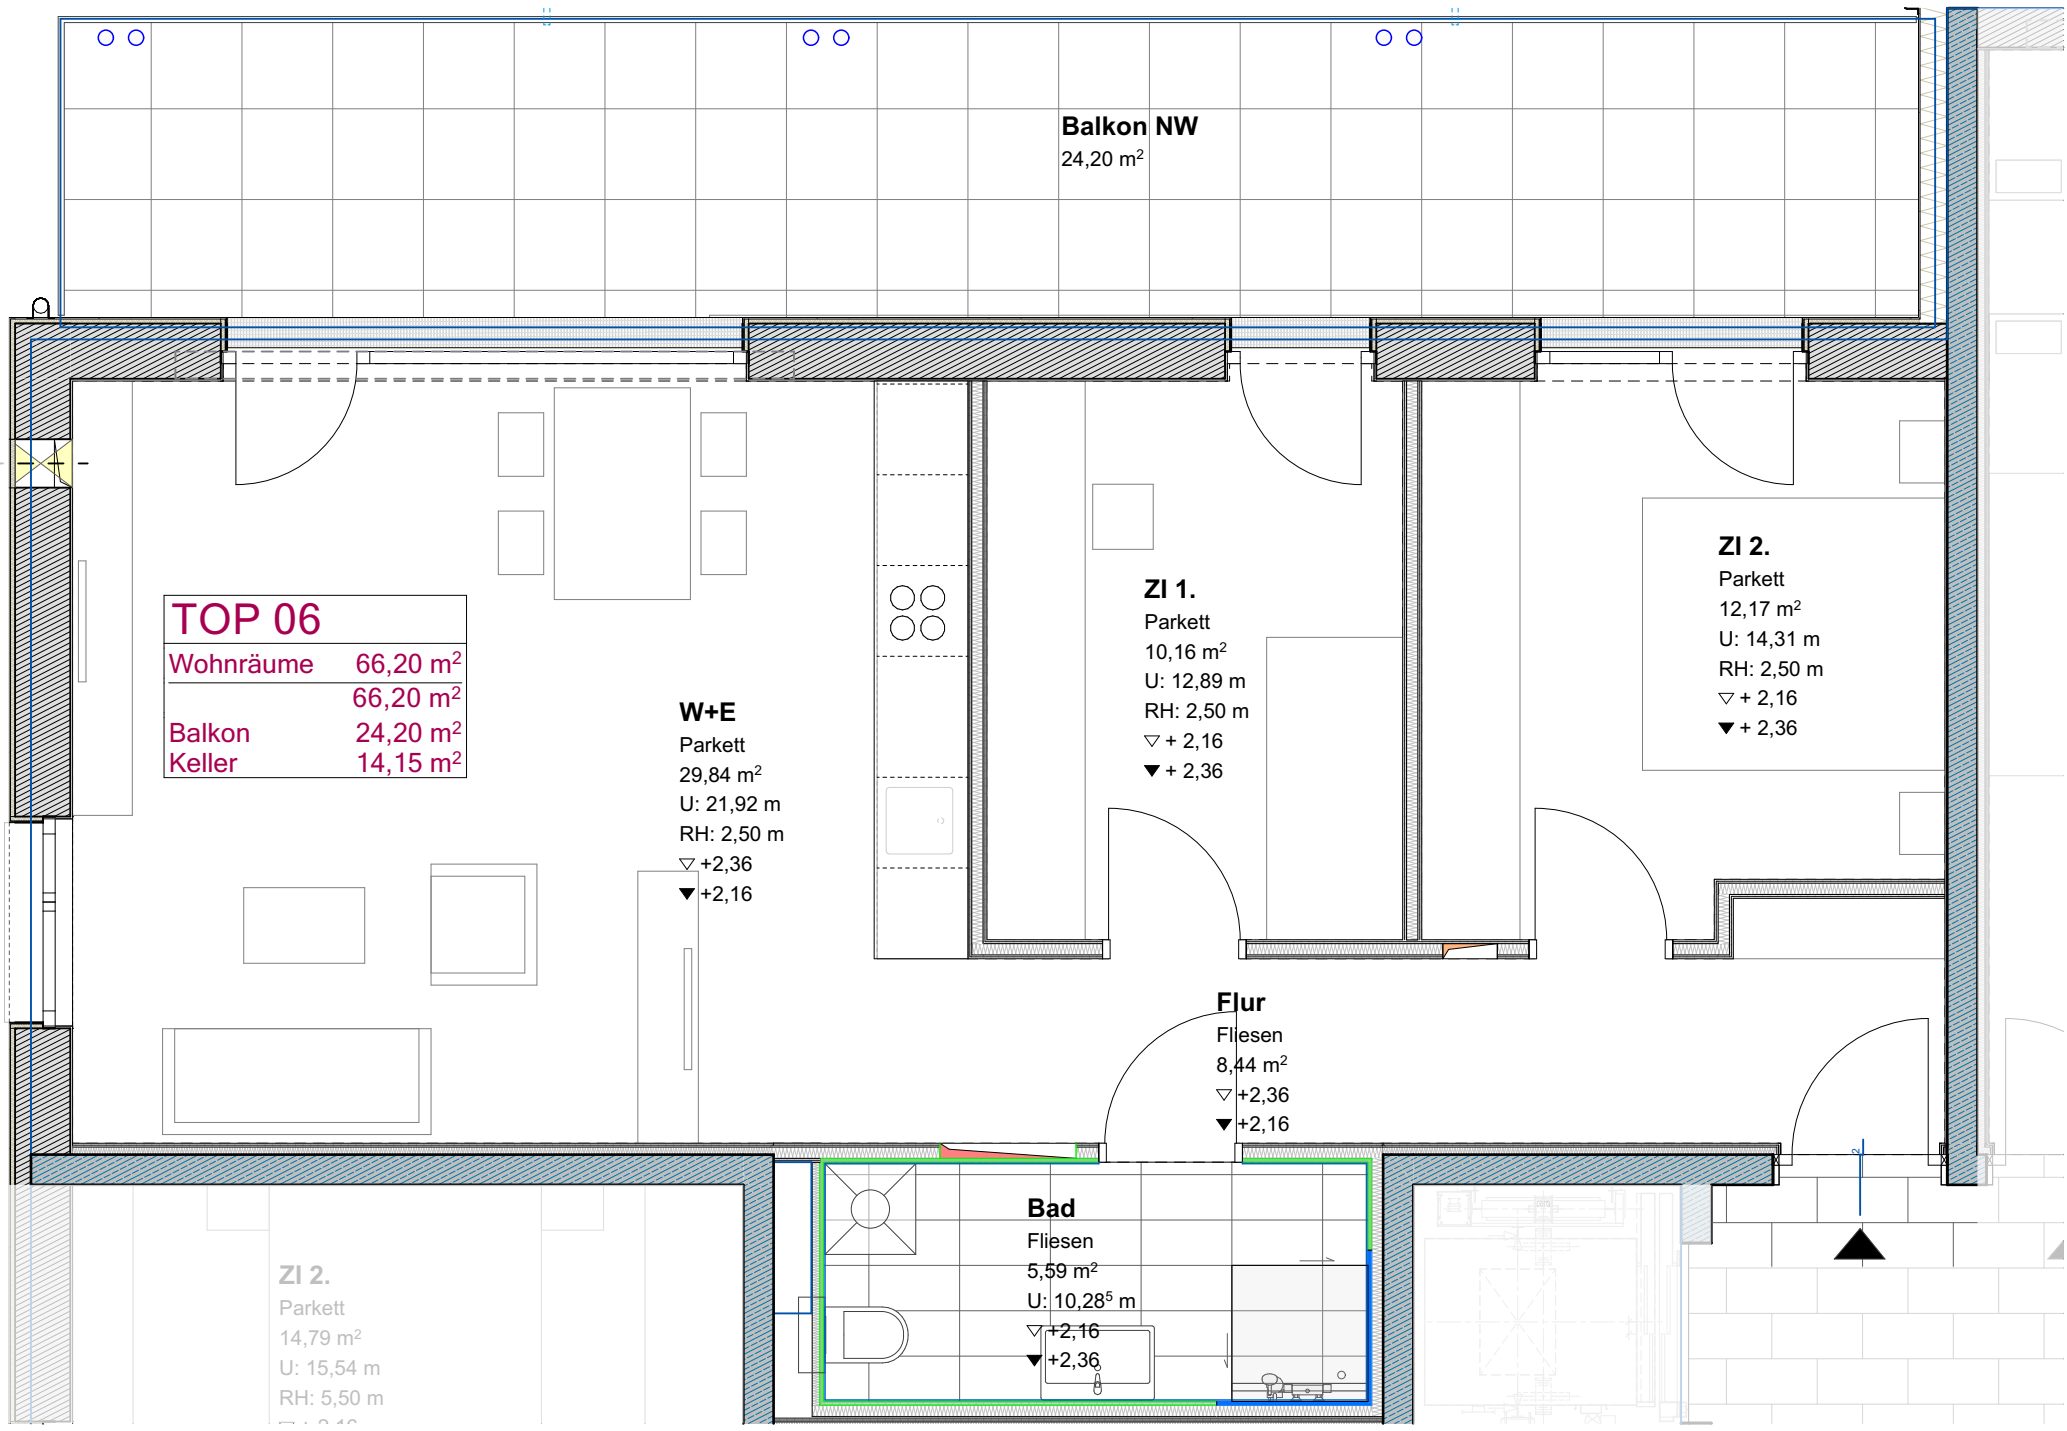 Balkon NW
24,20 m²
TOP 06
Wohnräume 66,20 m²
66,20 m²
Balkon 24,20 m²
Keller 14,15 m²
W+E
Parkett
29,84 m²
U: 21,92 m
RH: 2,50 m
▽ +2,36
▼ +2,16
ZI 1.
Parkett
10,16 m²
U: 12,89 m
RH: 2,50 m
▽ + 2,16
▼ + 2,36
ZI 2.
Parkett
12,17 m²
U: 14,31 m
RH: 2,50 m
▽ + 2,16
▼ + 2,36
Flur
Fliesen
8,44 m²
▽ +2,36
▼ +2,16
2
Bad
Fliesen
5,59 m²
U: 10,28⁵ m
▽ +2,16
▼ +2,36
ZI 2.
Parkett
14,79 m²
U: 15,54 m
RH: 5,50 m